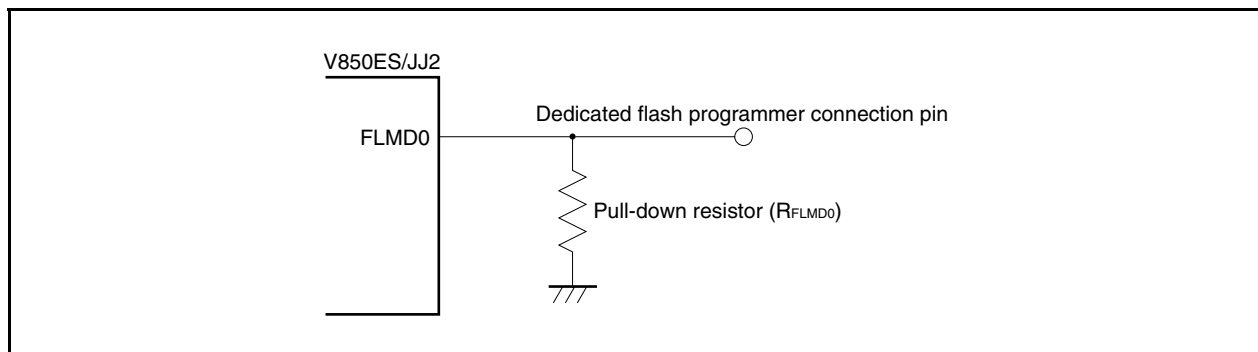 V850ES/JJ2
Dedicated flash programmer connection pin
FLMD0
Pull-down resistor (RFLMD0)